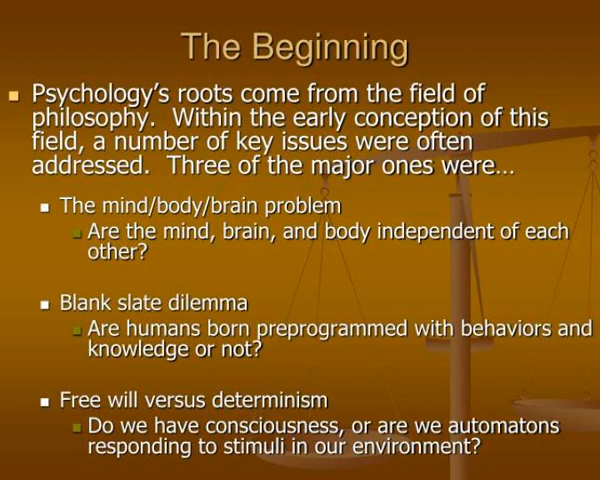 The Beginning
Psychology’s roots come from the field of
philosophy.  Within the early conception of this
field, a number of key issues were often
addressed.  Three of the major ones were…
The mind/body/brain problem
Are the mind, brain, and body independent of each
other?
Blank slate dilemma
Are humans born preprogrammed with behaviors and
knowledge or not?
Free will versus determinism
Do we have consciousness, or are we automatons
responding to stimuli in our environment?